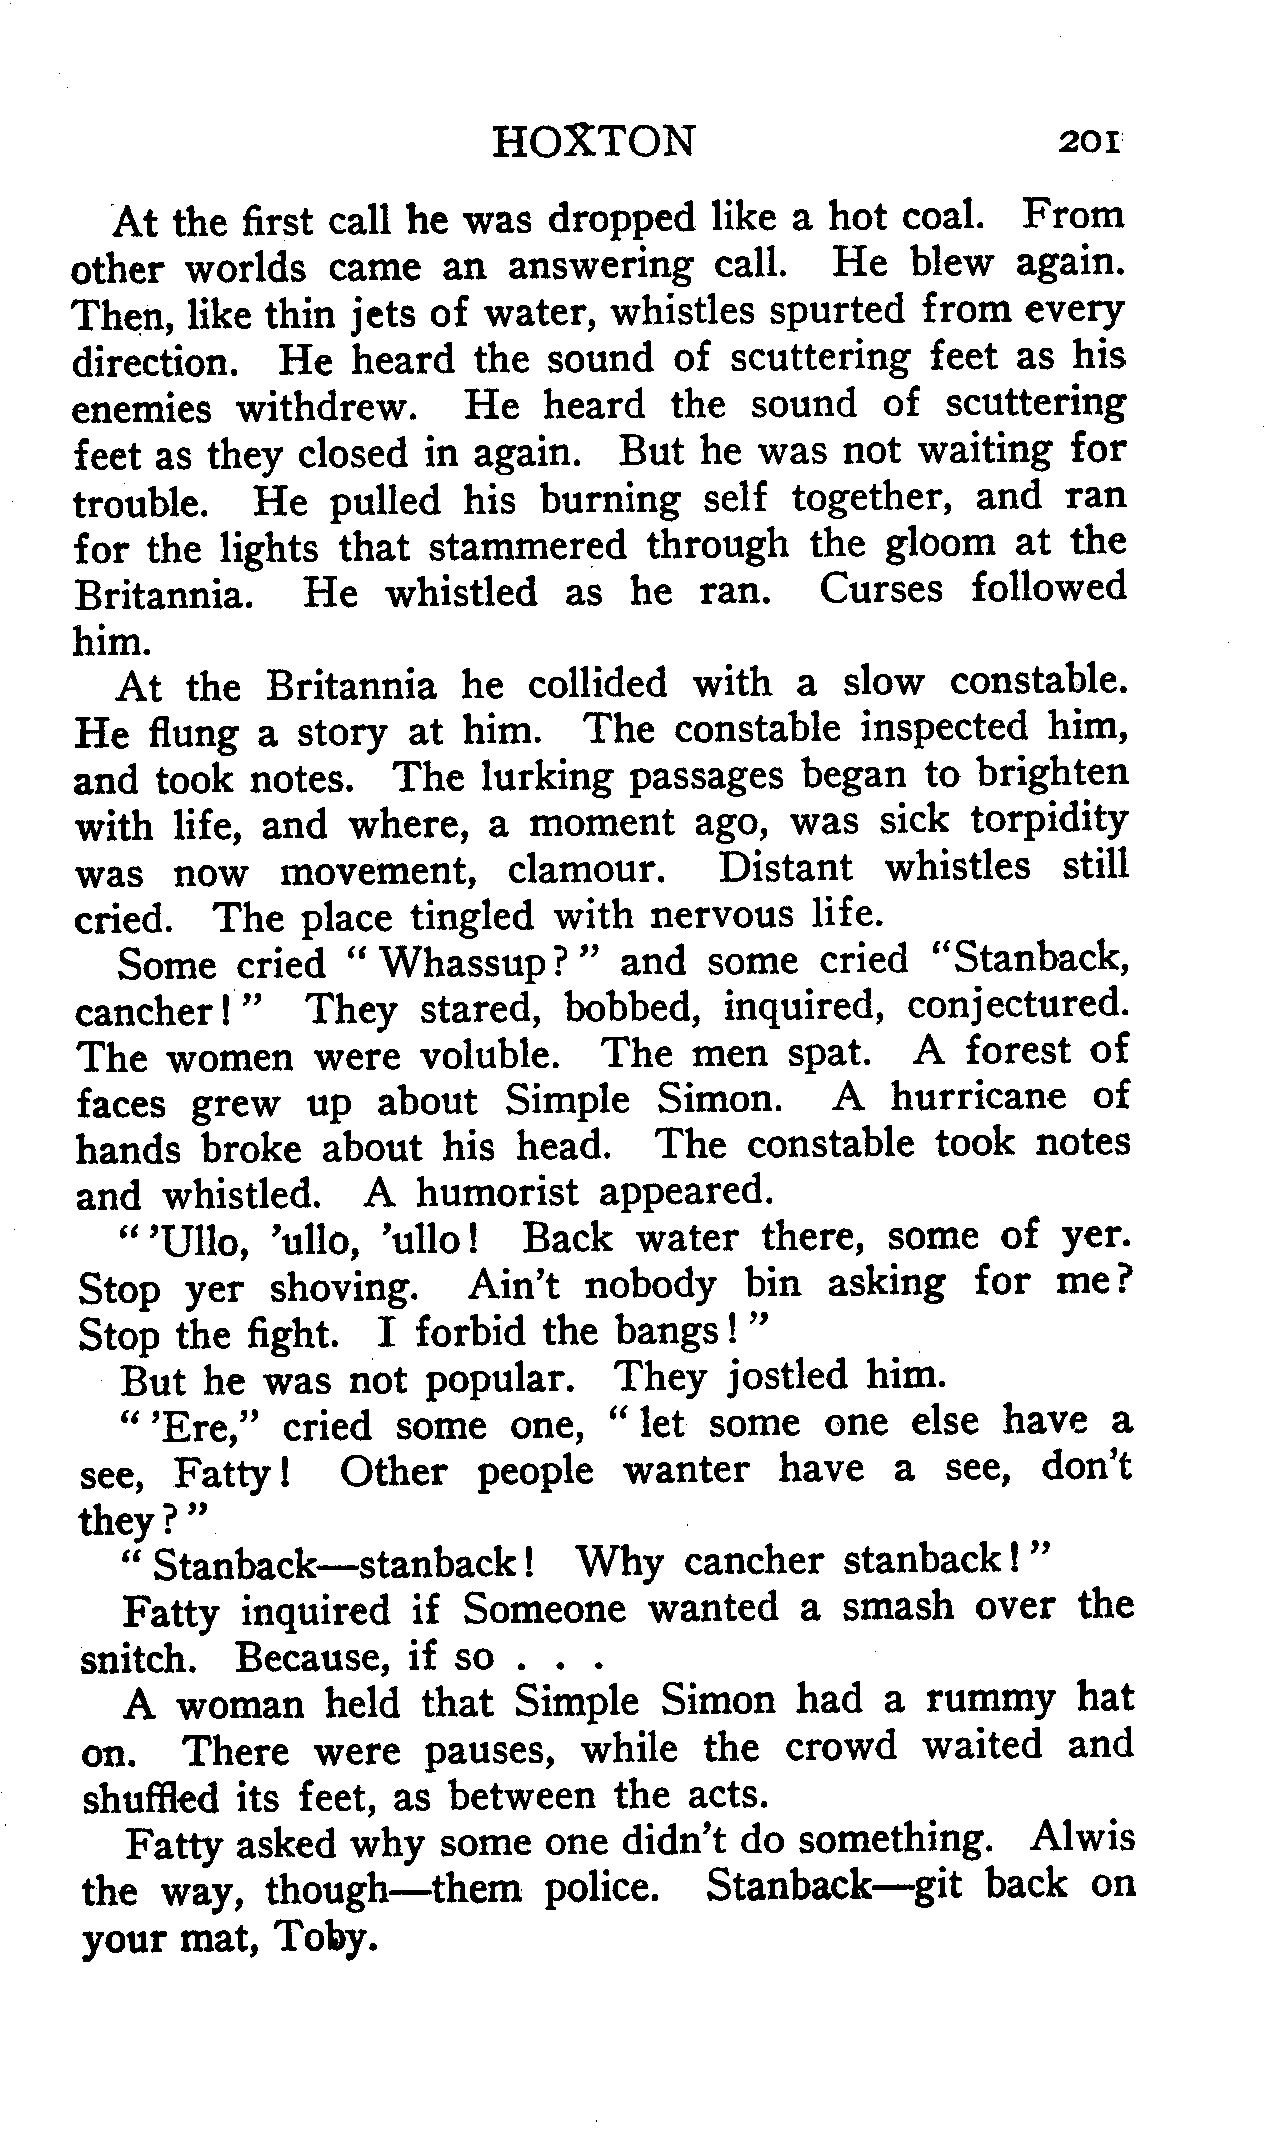 HOXTON 201
At the first call he was dropped like a hot coal. From
other worlds came an answering call. He blew again.
Then, like thin jets of water, whistles spurted from every
direction. He heard the sound of scuttering feet as his
enemies withdrew. He heard the sound of scuttering
feet as they closed in again. But he was not waiting for
trouble. He pulled his burning self together, and ran
for the lights that stammered through the gloom at the
Britannia. He whistled as he ran. Curses followed
him.
At the Britannia he collided with a slow constable.
He flung a story at him. The constable inspected him,
and took notes. The lurking passages began to brighten
with life, and where, a moment ago, was sick torpidity
was now movement, clamour. Distant whistles still
cried. The place tingled with nervous life.
Some cried " Whassup? " and some cried "Stanback,
cancher! " They stared, bobbed, inquired, conjectured.
The women were voluble. The men spat. A forest of
faces grew up about Simple Simon. A hurricane of
hands broke about his head. The constable took notes
and whistled. A humorist appeared.
" 'Ullo, 'ullo, 'ullo! Back water there, some of yer.
Stop yer shoving. Ain't nobody bin asking for me?
Stop the fight. I forbid the bangs! "
But he was not popular. They jostled him.
" 'Ere," cried some one, " let some one else have a
see, Fatty! Other people wanter have a see, don't
they? "
" Stanback—stanback! Why cancher stanback! "
Fatty inquired if Someone wanted a smash over the
snitch. Because, if so . . .
A woman held that Simple Simon had a rummy hat
on. There were pauses, while the crowd waited and
shuffled its feet, as between the acts.
Fatty asked why some one didn't do something. Alwis
the way, though—them police. Stanback—git back on
your mat, Toby.